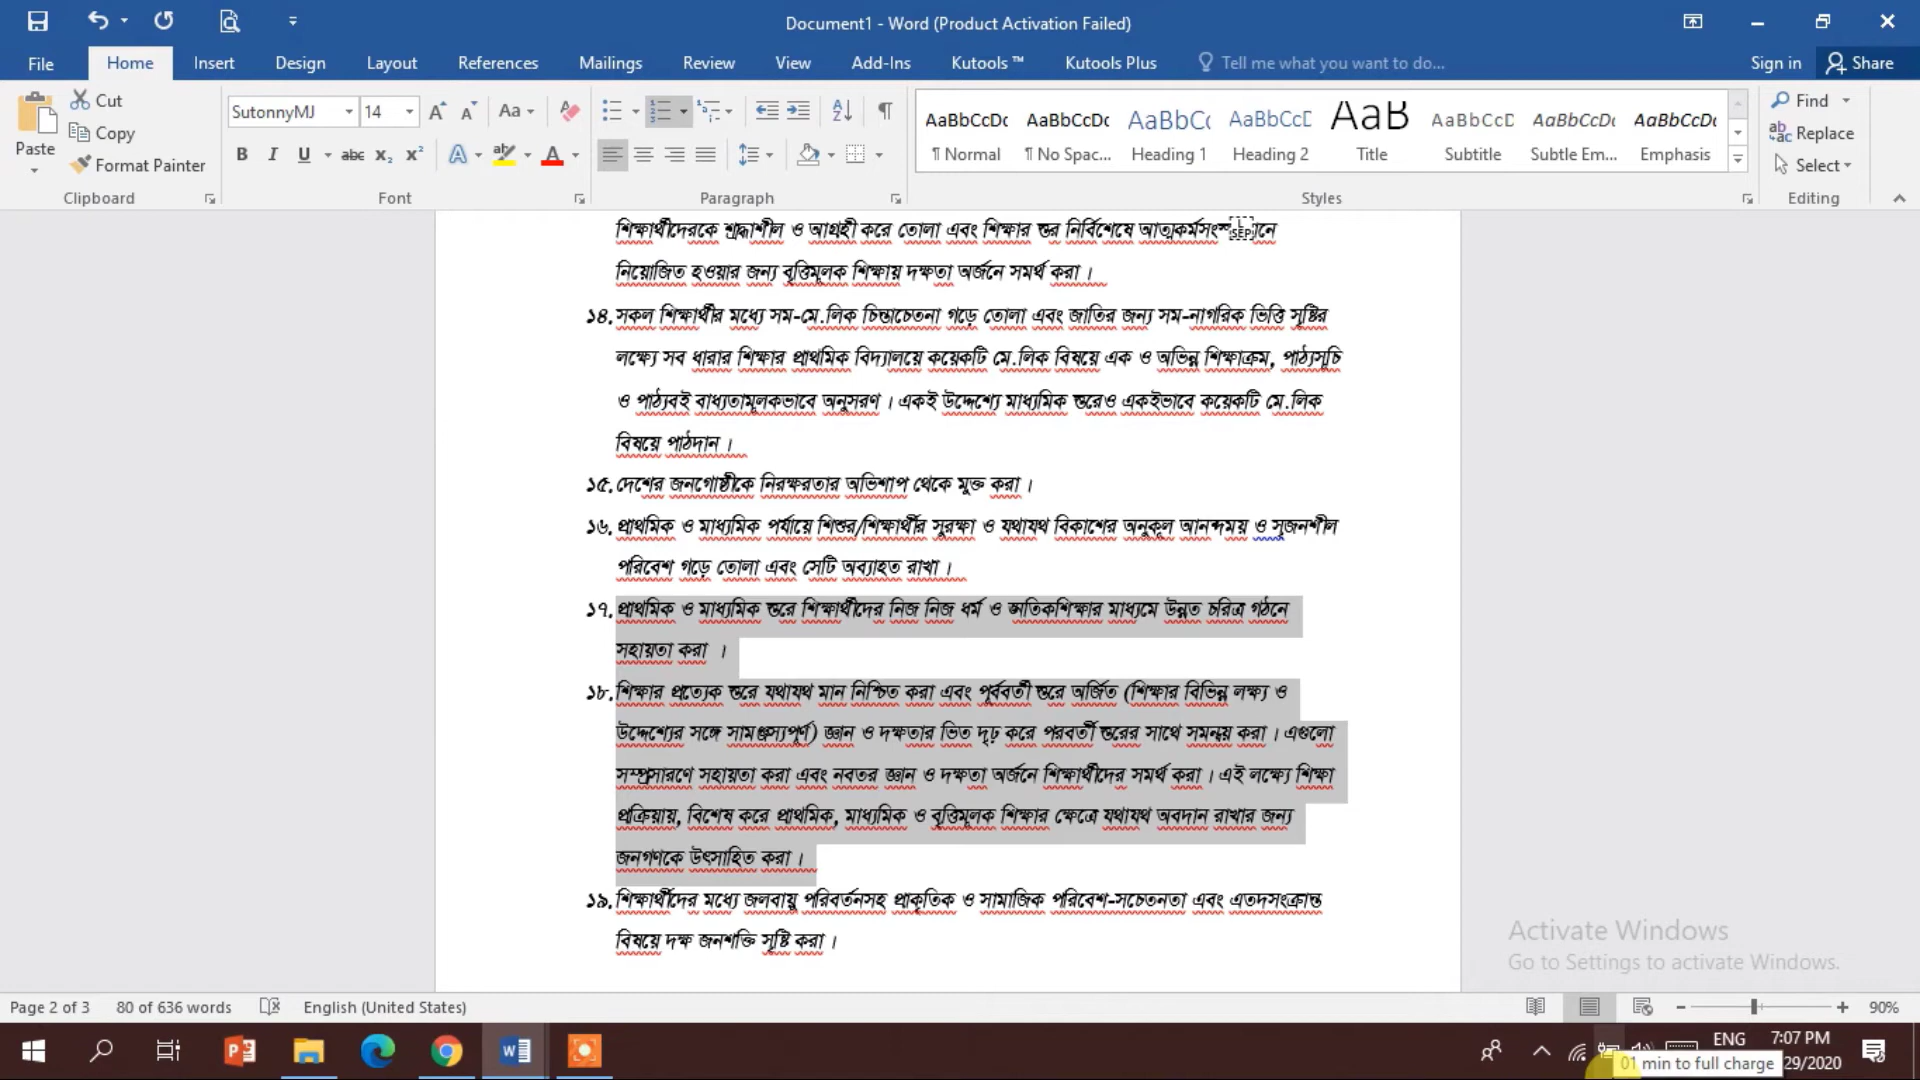 Document1 - Word (Product Activation Failed)
File Home Insert Design Layout References Mailings Review View Add-Ins Kutools ™ Kutools Plus Tell me what you want to do... Sign in Share
Paste Cut Copy Format Painter
Clipboard
SutonnyMJ 14
Font
Paragraph
AaBbCcDc AaBbCcDc AaBbC AaBbCcC AaB AaBbCcD AaBbCcDc AaBbCcDc
¶ Normal ¶ No Spac... Heading 1 Heading 2 Title Subtitle Subtle Em... Emphasis
Styles
Find Replace Select
Editing
শিক্ষার্থীদেরকে শ্রদ্ধাশীল ও আগ্রহী করে তোলা এবং শিক্ষার স্তর নির্বিশেষে
নিয়োজিত হওয়ার জন্য বৃত্তিমূলক শিক্ষায় দক্ষতা অর্জনে সমর্থ করা।
১৪. সকল শিক্ষার্থীর মধ্যে সম-মে.লিক চিন্তাচেতনা গড়ে তোলা এবং জাতির জন্য সম-নাগরিক ভিত্তি সৃষ্টির
লক্ষ্যে সব ধারার শিক্ষার প্রাথমিক বিদ্যালয়ে কয়েকটি মে.লিক বিষয়ে এক ও অভিন্ন শিক্ষাক্রম, পাঠ্যসূচি
ও পাঠ্যবই বাধ্যতামূলকভাবে অনুসরণ। একই উদ্দেশ্যে মাধ্যমিক স্তরেও একইভাবে কয়েকটি মে.লিক
বিষয়ে পাঠদান।
১৫. দেশের জনগোষ্ঠীকে নিরক্ষরতার অভিশাপ থেকে মুক্ত করা।
১৬. প্রাথমিক ও মাধ্যমিক পর্যায়ে শিশুর/শিক্ষার্থীর সুরক্ষা ও যথাযথ বিকাশের অনুকূল আনন্দময় ও সৃজনশীল
পরিবেশ গড়ে তোলা এবং সেটি অব্যাহত রাখা।
১৭. প্রাথমিক ও মাধ্যমিক স্তরে শিক্ষার্থীদের নিজ নিজ ধর্ম ও মাধ্যমে উন্নত চরিত্র গঠনে
সহায়তা করা ।
১৮. শিক্ষার প্রত্যেক স্তরে যথাযথ মান নিশ্চিত করা এবং পূর্ববর্তী স্তরে অর্জিত (শিক্ষার বিভিন্ন লক্ষ্য ও
উদ্দেশ্যের সঙ্গে সামঞ্জস্যপূর্ণ) জ্ঞান ও দক্ষতার ভিত দৃঢ় করে পরবর্তী স্তরের সাথে সমন্বয় করা। এগুলো
সম্প্রসারণে সহায়তা করা এবং নবতর জ্ঞান ও দক্ষতা অর্জনে শিক্ষার্থীদের সমর্থ করা। এই লক্ষ্যে শিক্ষা
প্রক্রিয়ায়, বিশেষ করে প্রাথমিক, মাধ্যমিক ও বৃত্তিমূলক শিক্ষার ক্ষেত্রে যথাযথ অবদান রাখার জন্য
জনগণকে উৎসাহিত করা।
১৯. শিক্ষার্থীদের মধ্যে জলবায়ু পরিবর্তনসহ প্রাকৃতিক ও সামাজিক পরিবেশ-সচেতনতা এবং এতদসংক্রান্ত
বিষয়ে দক্ষ জনশক্তি সৃষ্টি করা।
Activate Windows
Go to Settings to activate Windows.
Page 2 of 3 80 of 636 words English (United States) 90%
ENG 7:07 PM
01 min to full charge 29/2020